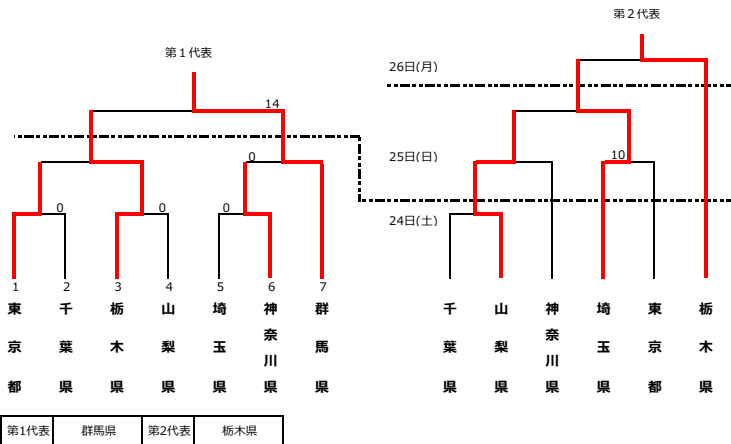 第２代表
第１代表
26日(月)
14
25日(日)
0
10
0
0
0
24日(土)
1
2
3
4
5
6
7
東京都
千葉県
栃木県
山梨県
埼玉県
神奈川県
群馬県
千葉県
山梨県
神奈川県
埼玉県
東京都
栃木県
第1代表 群馬県 第2代表 栃木県